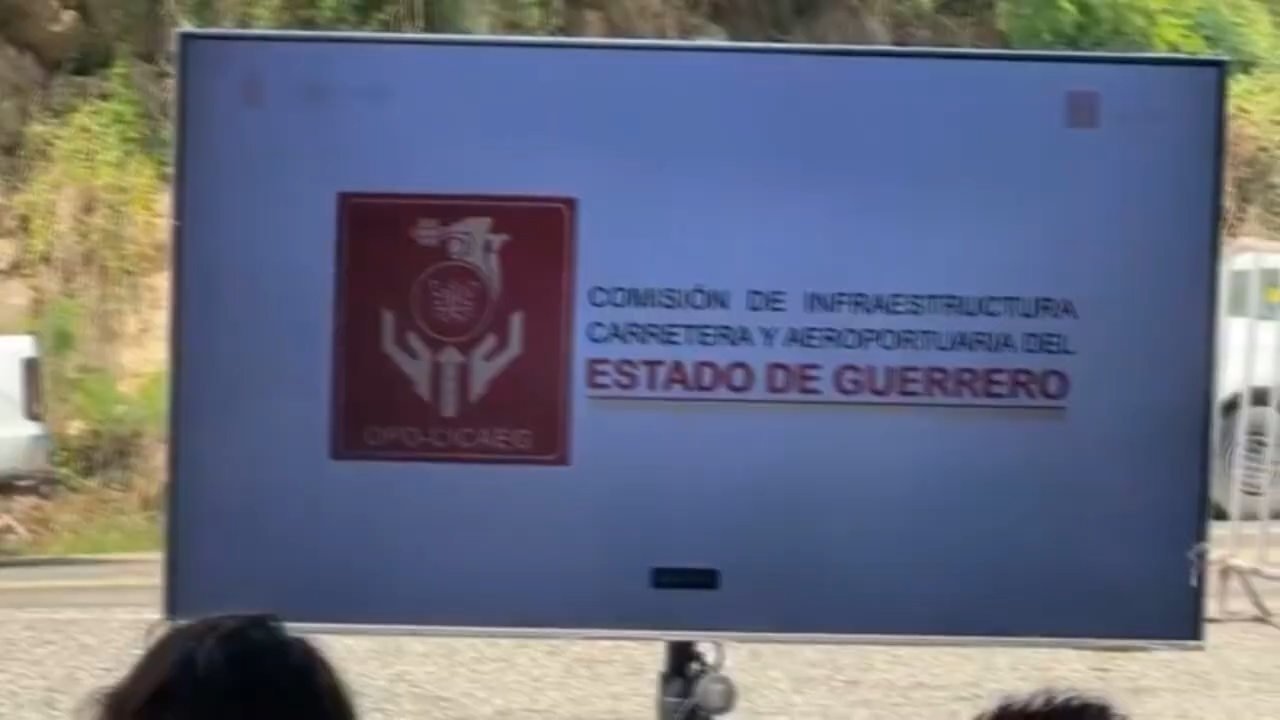 COMISIÓN DE INFRAESTRUCTURA
CARRETERA Y AEROPORTUARIA DEL
ESTADO DE GUERRERO
OPD-CICAEG